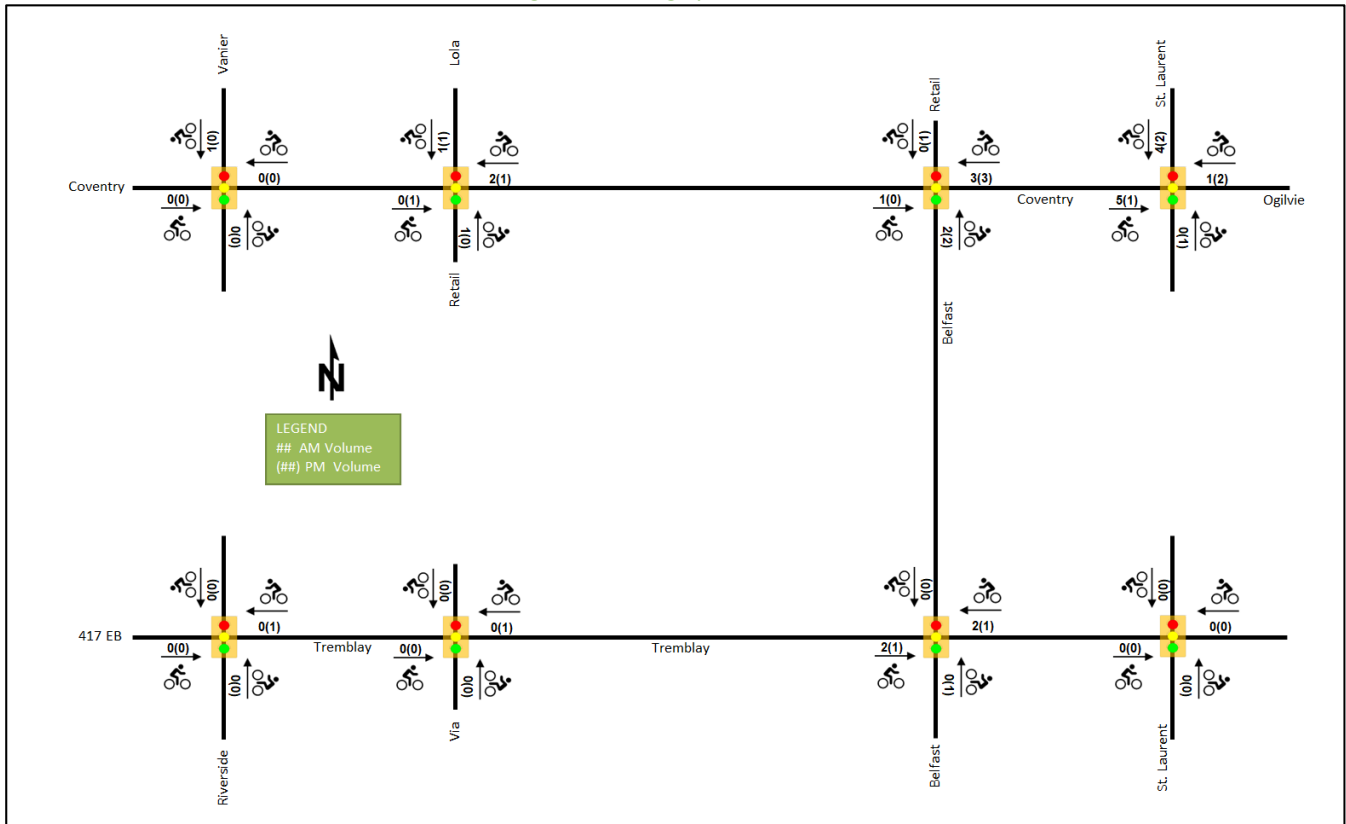 Vanier
Lola
Retail
St. Laurent
1(0)
1(1)
0(1)
4(2)
Coventry
0(0)
2(1)
3(3)
Coventry
1(2)
Ogilvie
0(0)
0(1)
1(0)
5(1)
0(0)
1(0)
2(2)
0(1)
Retail
Belfast
N
LEGEND
## AM Volume
(##) PM Volume
0(0)
0(0)
0(0)
0(0)
417 EB
0(1)
Tremblay
0(1)
Tremblay
2(1)
0(0)
0(0)
0(0)
2(1)
0(0)
0(0)
0(0)
0(1)
0(0)
Riverside
Via
Belfast
St. Laurent